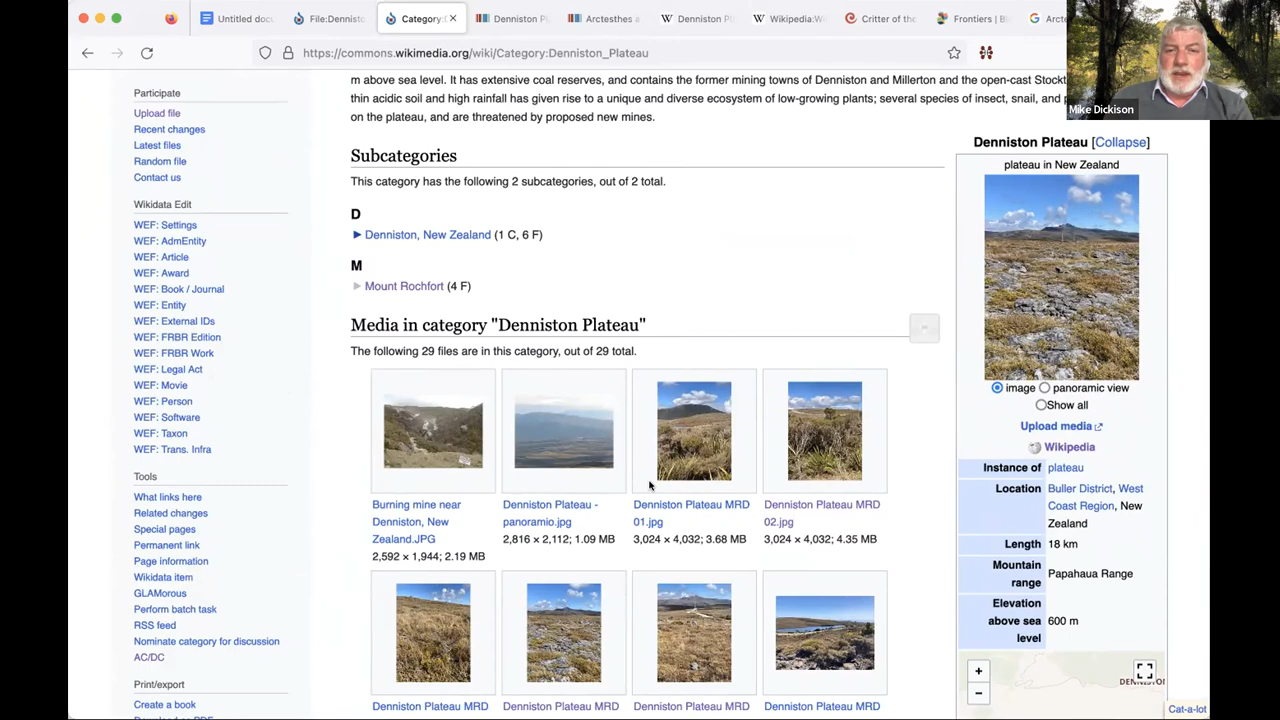 Untitled docu
File:Dennisto
Category:D
Denniston Pl
Arctesthes a
Denniston Pl
Wikipedia:W
Critter of the
Frontiers | Bi
Arcte
https://commons.wikimedia.org/wiki/Category:Denniston_Plateau
Mike Dickison
Participate
Upload file
Recent changes
Latest files
Random file
Contact us
Wikidata Edit
WEF: Settings
WEF: AdmEntity
WEF: Article
WEF: Award
WEF: Book / Journal
WEF: Entity
WEF: External IDs
WEF: FRBR Edition
WEF: FRBR Work
WEF: Legal Act
WEF: Movie
WEF: Person
WEF: Software
WEF: Taxon
WEF: Trans. Infra
Tools
What links here
Related changes
Special pages
Permanent link
Page information
Wikidata item
GLAMorous
Perform batch task
RSS feed
Nominate category for discussion
AC/DC
Print/export
Create a book
m above sea level. It has extensive coal reserves, and contains the former mining towns of Denniston and Millerton and the open-cast Stockt
thin acidic soil and high rainfall has given rise to a unique and diverse ecosystem of low-growing plants; several species of insect, snail, and
on the plateau, and are threatened by proposed new mines.
Subcategories
This category has the following 2 subcategories, out of 2 total.
D
Denniston, New Zealand (1 C, 6 F)
M
Mount Rochfort (4 F)
Media in category "Denniston Plateau"
The following 29 files are in this category, out of 29 total.
Burning mine near
Denniston, New
Zealand.JPG
2,592 × 1,944; 2.19 MB
Denniston Plateau -
panoramio.jpg
2,816 × 2,112; 1.09 MB
Denniston Plateau MRD
01.jpg
3,024 × 4,032; 3.68 MB
Denniston Plateau MRD
02.jpg
3,024 × 4,032; 4.35 MB
Denniston Plateau MRD
Denniston Plateau MRD
Denniston Plateau MRD
Denniston Plateau MRD
Denniston Plateau [Collapse]
plateau in New Zealand
image panoramic view
Show all
Upload media
Wikipedia
Instance of plateau
Location Buller District, West
Coast Region, New
Zealand
Length 18 km
Mountain
range Papahaua Range
Elevation
above sea
level 600 m
+
−
DENNISTON
Cat-a-lot